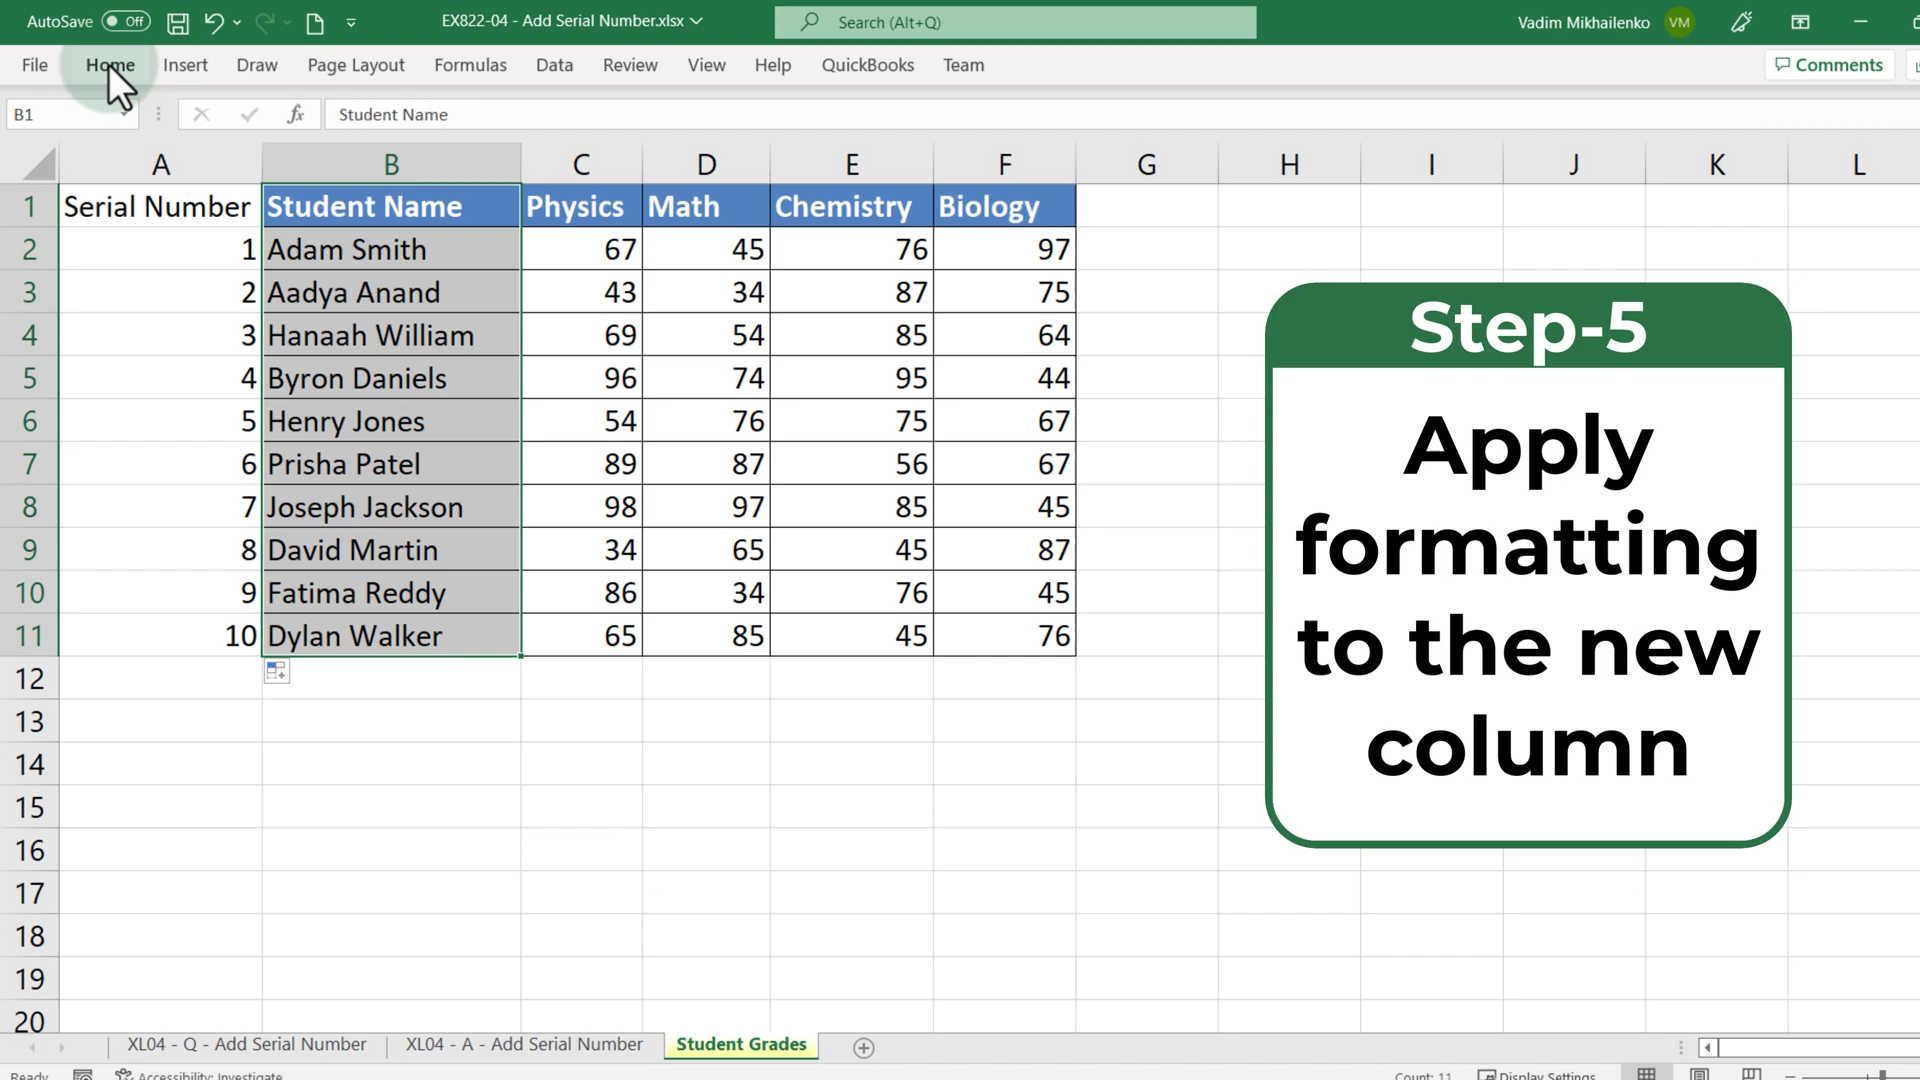 AutoSave Off EX822-04 - Add Serial Number.xlsx Search (Alt+Q) Vadim Mikhailenko VM
File Home Insert Draw Page Layout Formulas Data Review View Help QuickBooks Team Comments
B1 fx Student Name
A B C D E F G H I J K L
1 Serial Number Student Name Physics Math Chemistry Biology
2 1 Adam Smith 67 45 76 97
3 2 Aadya Anand 43 34 87 75
4 3 Hanaah William 69 54 85 64
5 4 Byron Daniels 96 74 95 44
6 5 Henry Jones 54 76 75 67
7 6 Prisha Patel 89 87 56 67
8 7 Joseph Jackson 98 97 85 45
9 8 David Martin 34 65 45 87
10 9 Fatima Reddy 86 34 76 45
11 10 Dylan Walker 65 85 45 76
12
13
14
15
16
17
18
19
20
Step-5
Apply
formatting
to the new
column
XL04 - Q - Add Serial Number XL04 - A - Add Serial Number Student Grades
Ready Accessibility: Investigate Count: 11 Display Settings